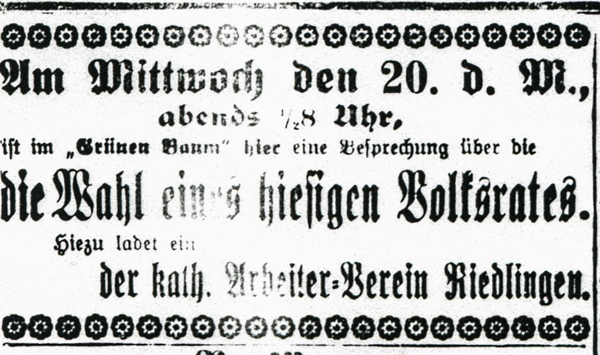 Am Mittwoch den 20. d. M.,
abends ½8 Uhr,
ist im „Grünen Baum" hier eine Besprechung über die
die Wahl eines hiesigen Volksrates.
Hiezu ladet ein
der kath. Arbeiter-Verein Riedlingen.